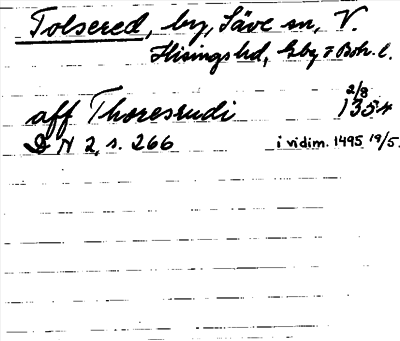 Tolsered, by, Säve sn, V.
Hisings hd, Gbg o Boh. l.
aff Thoresrudi 2/8 1354
DN 2, s. 266 i vidim. 1495 19/5.